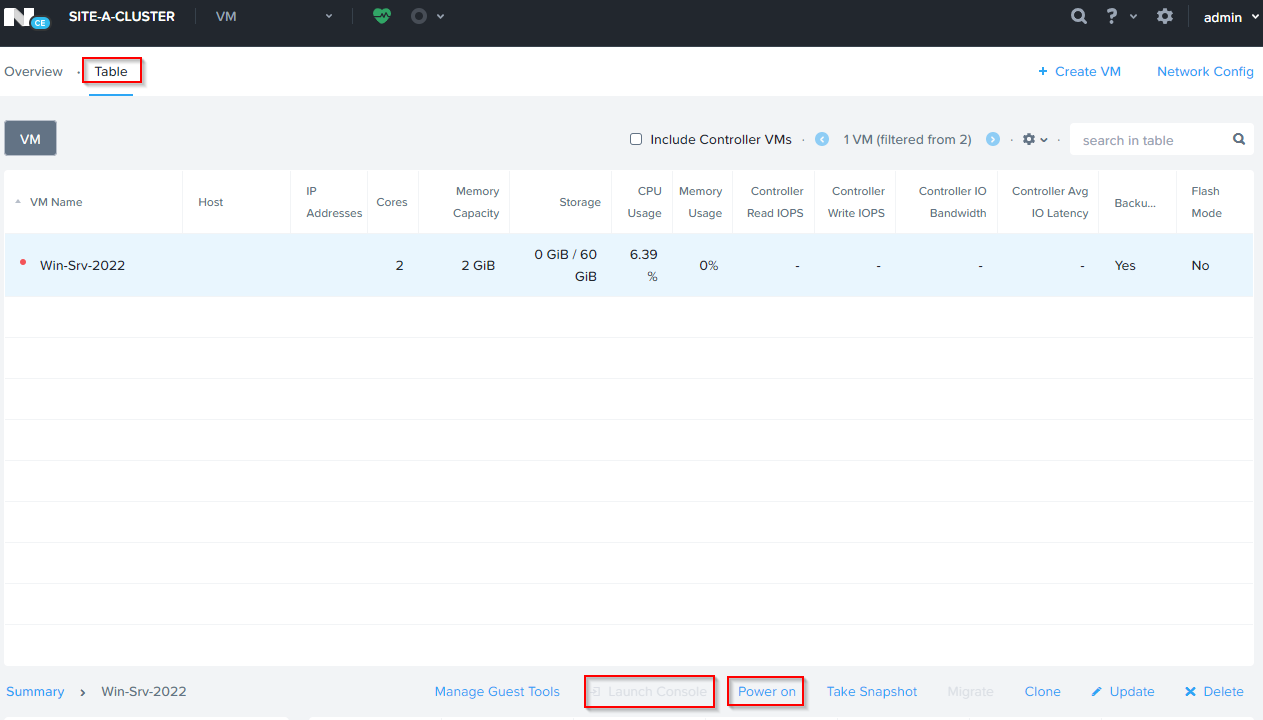 N CE SITE-A-CLUSTER VM ? admin
Overview · Table + Create VM Network Config
VM Include Controller VMs · 1 VM (filtered from 2) · · search in table
VM Name Host IP Addresses Cores Memory Capacity Storage CPU Usage Memory Usage Controller Read IOPS Controller Write IOPS Controller IO Bandwidth Controller Avg IO Latency Backu... Flash Mode
Win-Srv-2022 2 2 GiB 0 GiB / 60 GiB 6.39 % 0% - - - - Yes No
Summary > Win-Srv-2022 Manage Guest Tools Launch Console Power on Take Snapshot Migrate Clone Update Delete